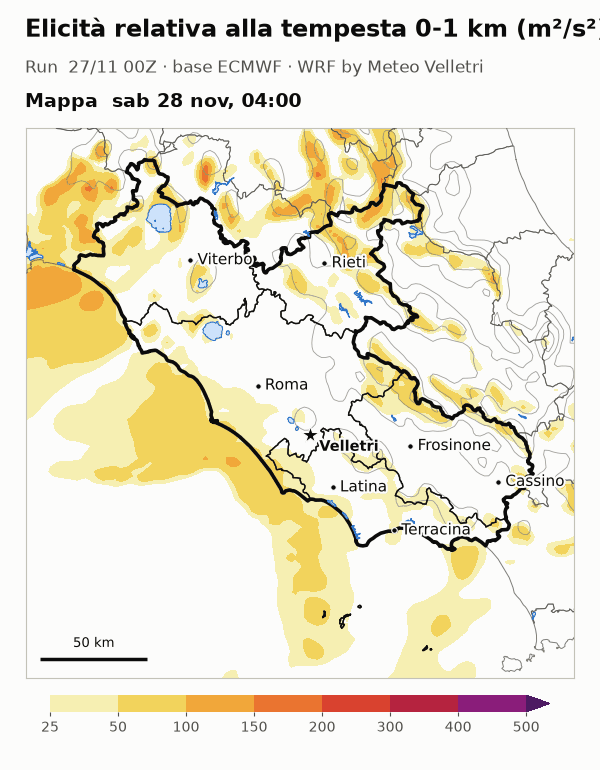 Elicità relativa alla tempesta 0-1 km (m²/s²)
Run 27/11 00Z · base ECMWF · WRF by Meteo Velletri
Mappa sab 28 nov, 04:00
Viterbo
Rieti
Roma
Velletri
Frosinone
Cassino
Latina
Terracina
50 km
25 50 100 150 200 300 400 500